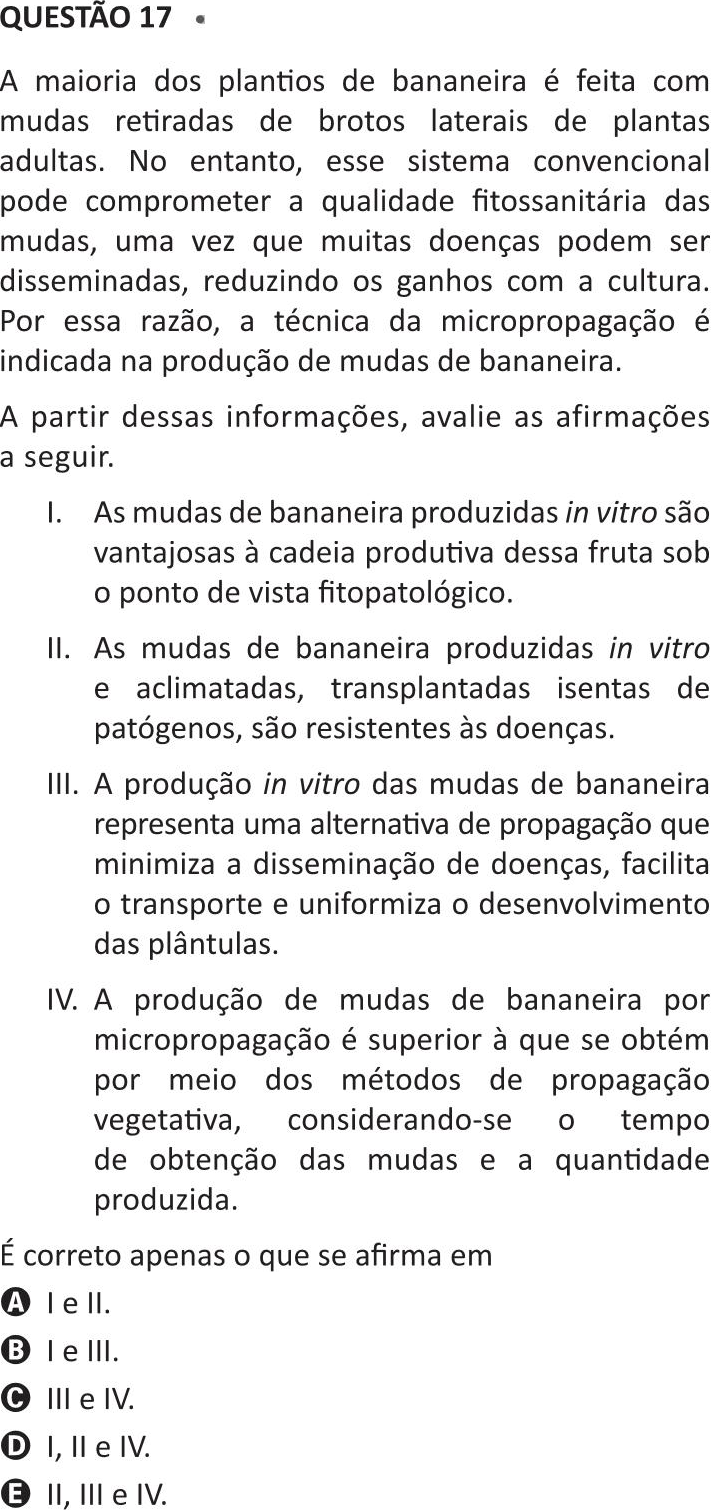 QUESTÃO 17
A maioria dos plantios de bananeira é feita com
mudas retiradas de brotos laterais de plantas
adultas. No entanto, esse sistema convencional
pode comprometer a qualidade fitossanitária das
mudas, uma vez que muitas doenças podem ser
disseminadas, reduzindo os ganhos com a cultura.
Por essa razão, a técnica da micropropagação é
indicada na produção de mudas de bananeira.
A partir dessas informações, avalie as afirmações
a seguir.
I. As mudas de bananeira produzidas in vitro são
vantajosas à cadeia produtiva dessa fruta sob
o ponto de vista fitopatológico.
II. As mudas de bananeira produzidas in vitro
e aclimatadas, transplantadas isentas de
patógenos, são resistentes às doenças.
III. A produção in vitro das mudas de bananeira
representa uma alternativa de propagação que
minimiza a disseminação de doenças, facilita
o transporte e uniformiza o desenvolvimento
das plântulas.
IV. A produção de mudas de bananeira por
micropropagação é superior à que se obtém
por meio dos métodos de propagação
vegetativa, considerando-se o tempo
de obtenção das mudas e a quantidade
produzida.
É correto apenas o que se afirma em
A I e II.
B I e III.
C III e IV.
D I, II e IV.
E II, III e IV.